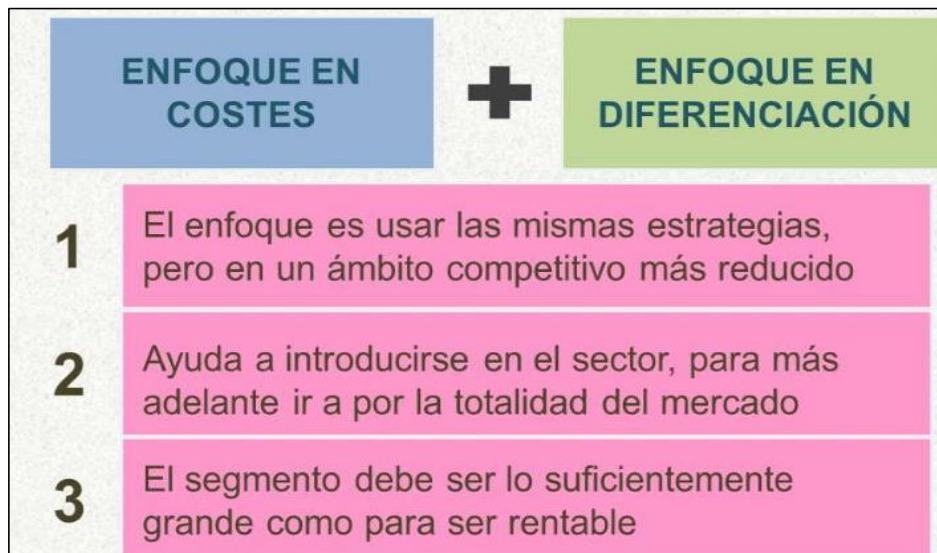 ENFOQUE EN
COSTES
+
ENFOQUE EN
DIFERENCIACIÓN
1
El enfoque es usar las mismas estrategias,
pero en un ámbito competitivo más reducido
2
Ayuda a introducirse en el sector, para más
adelante ir a por la totalidad del mercado
3
El segmento debe ser lo suficientemente
grande como para ser rentable